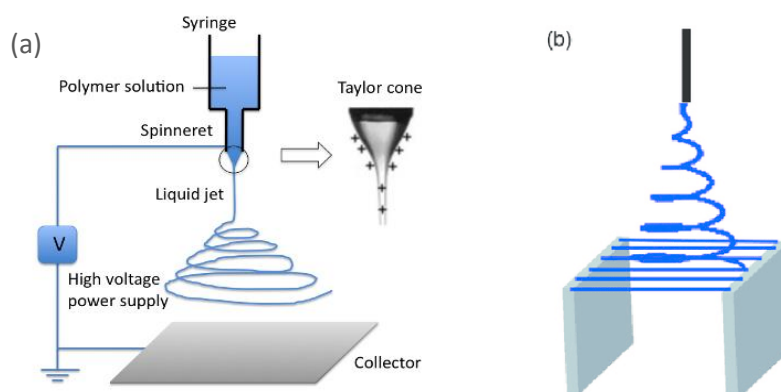 (a)
Syringe
Polymer solution
Spinneret
Taylor cone
Liquid jet
V
High voltage
power supply
Collector
(b)